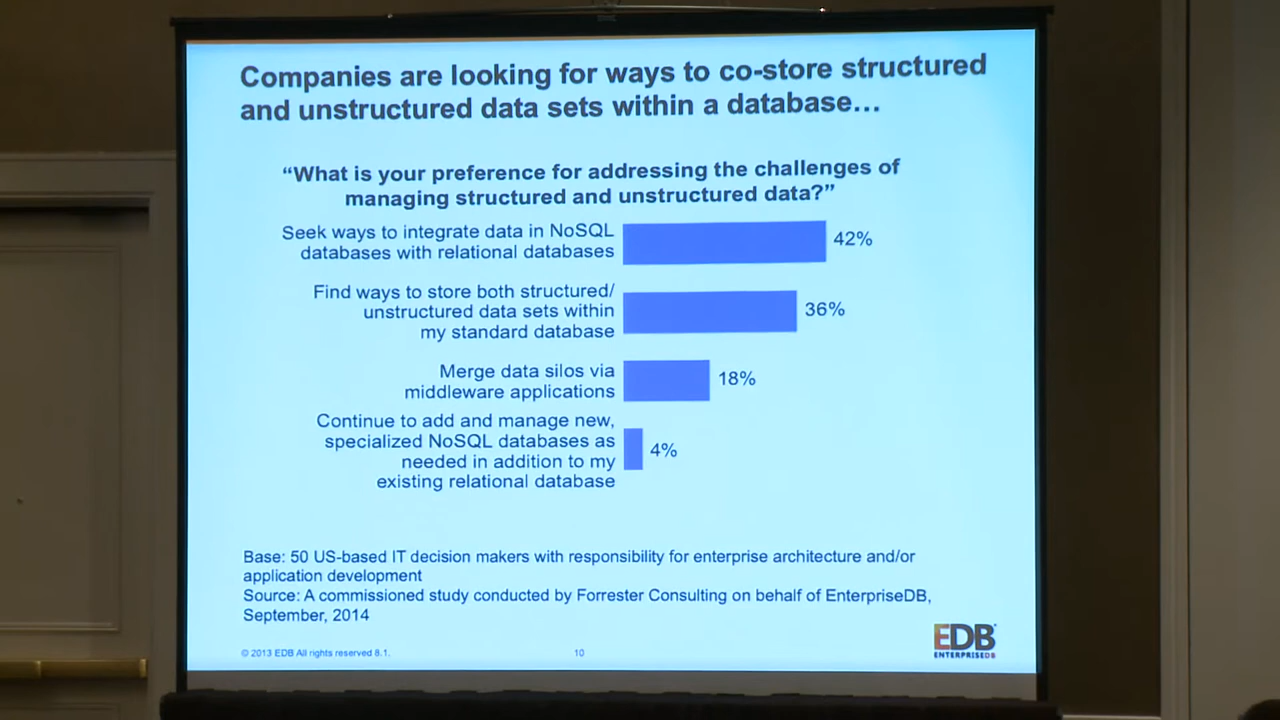 Companies are looking for ways to co-store structured
and unstructured data sets within a database...
“What is your preference for addressing the challenges of
managing structured and unstructured data?”
Seek ways to integrate data in NoSQL
databases with relational databases
42%
Find ways to store both structured/
unstructured data sets within
my standard database
36%
Merge data silos via
middleware applications
18%
Continue to add and manage new,
specialized NoSQL databases as
needed in addition to my
existing relational database
4%
Base: 50 US-based IT decision makers with responsibility for enterprise architecture and/or
application development
Source: A commissioned study conducted by Forrester Consulting on behalf of EnterpriseDB,
September, 2014
© 2013 EDB All rights reserved 8.1.
10
EDB
ENTERPRISEDB